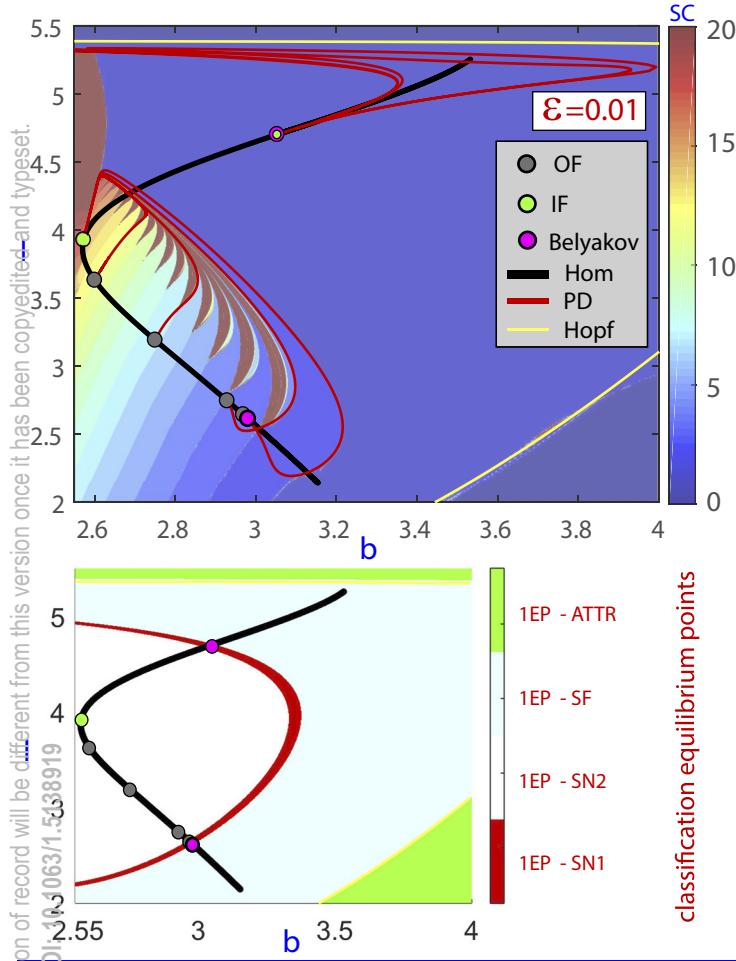 SC
5.5
5
4.5
4
3.5
3
2.5
2
20
15
10
5
0
ε=0.01
OF
IF
Belyakov
Hom
PD
Hopf
2.6
2.8
3
3.2
3.4
3.6
3.8
4
b
5
4
3
2
1EP - ATTR
1EP - SF
1EP - SN2
1EP - SN1
classification equilibrium points
2.55
3
3.5
4
b
on of record will be different from this version once it has been copyedited and typeset.
OI: 10.1063/1.5138919